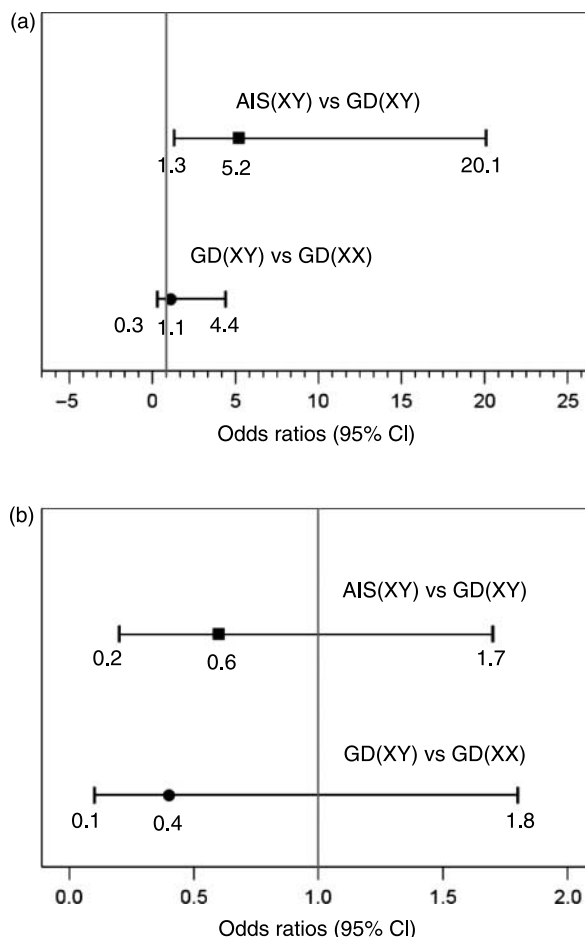 (a)
AIS(XY) vs GD(XY)
1.3 5.2 20.1
GD(XY) vs GD(XX)
0.3 1.1 4.4
–5 0 5 10 15 20 25
Odds ratios (95% CI)
(b)
AIS(XY) vs GD(XY)
0.2 0.6 1.7
GD(XY) vs GD(XX)
0.1 0.4 1.8
0.0 0.5 1.0 1.5 2.0
Odds ratios (95% CI)